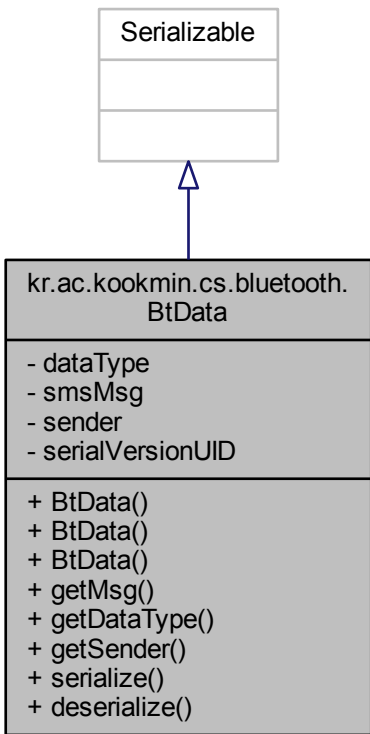 Serializable
kr.ac.kookmin.cs.bluetooth.
BtData
- dataType
- smsMsg
- sender
- serialVersionUID
+ BtData()
+ BtData()
+ BtData()
+ getMsg()
+ getDataType()
+ getSender()
+ serialize()
+ deserialize()